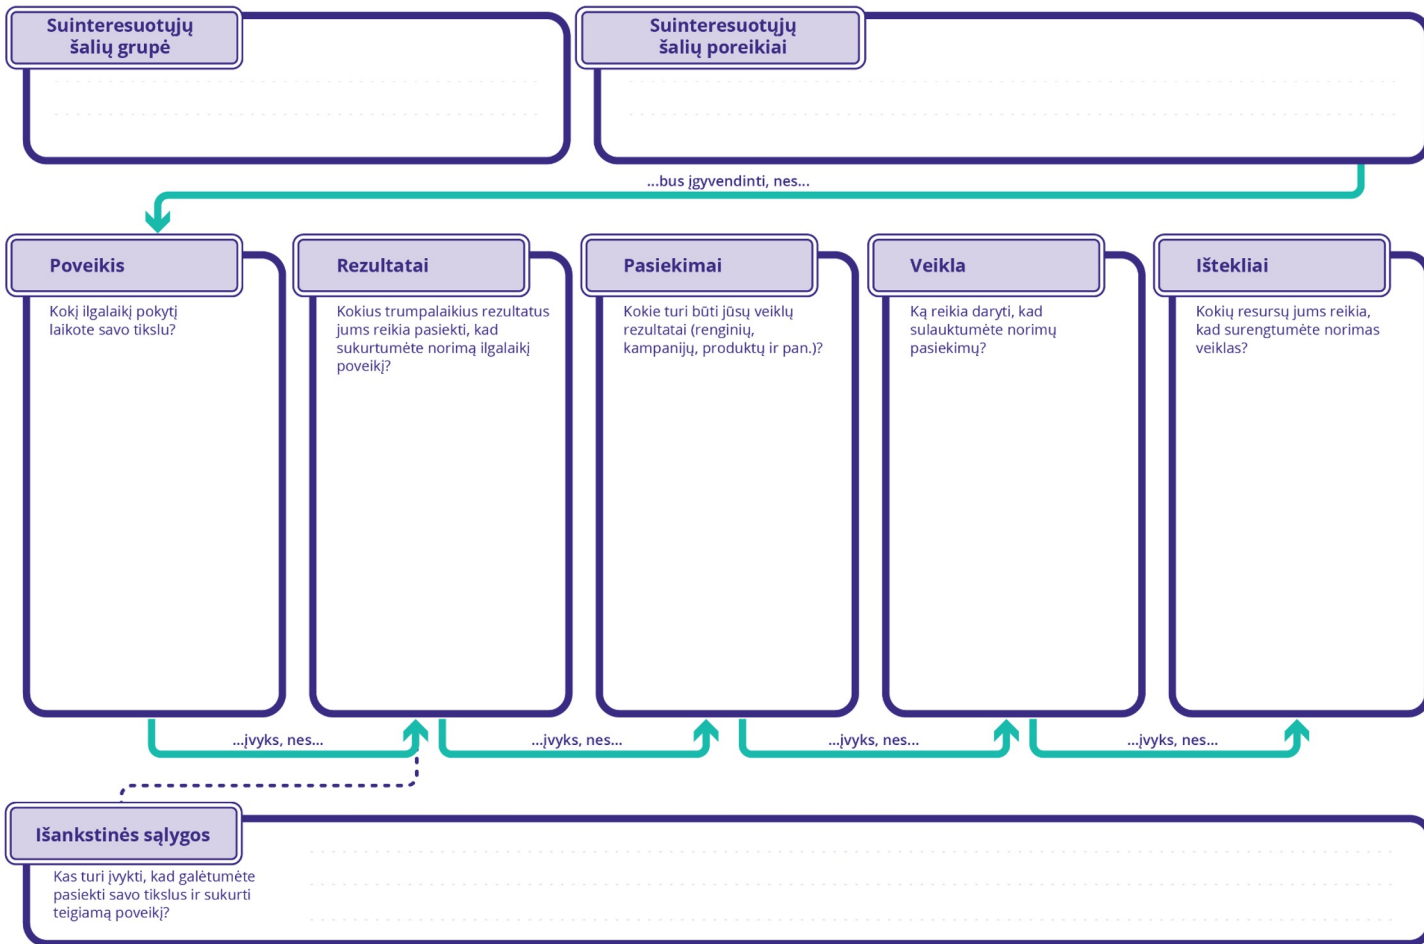 Suinteresuotųjų
šalių grupė
Suinteresuotųjų
šalių poreikiai
...bus įgyvendinti, nes...
Poveikis
Kokį ilgalaikį pokytį
laikote savo tikslu?
Rezultatai
Kokius trumpalaikius rezultatus
jums reikia pasiekti, kad
sukurtumėte norimą ilgalaikį
poveikį?
Pasiekimai
Kokie turi būti jūsų veiklų
rezultatai (renginių,
kampanijų, produktų ir pan.)?
Veikla
Ką reikia daryti, kad
sulauktumėte norimų
pasiekimų?
Ištekliai
Kokių resursų jums reikia,
kad surengtumėte norimas
veiklas?
...įvyks, nes...
...įvyks, nes...
...įvyks, nes...
...įvyks, nes...
Išankstinės sąlygos
Kas turi įvykti, kad galėtumėte
pasiekti savo tikslus ir sukurti
teigiamą poveikį?